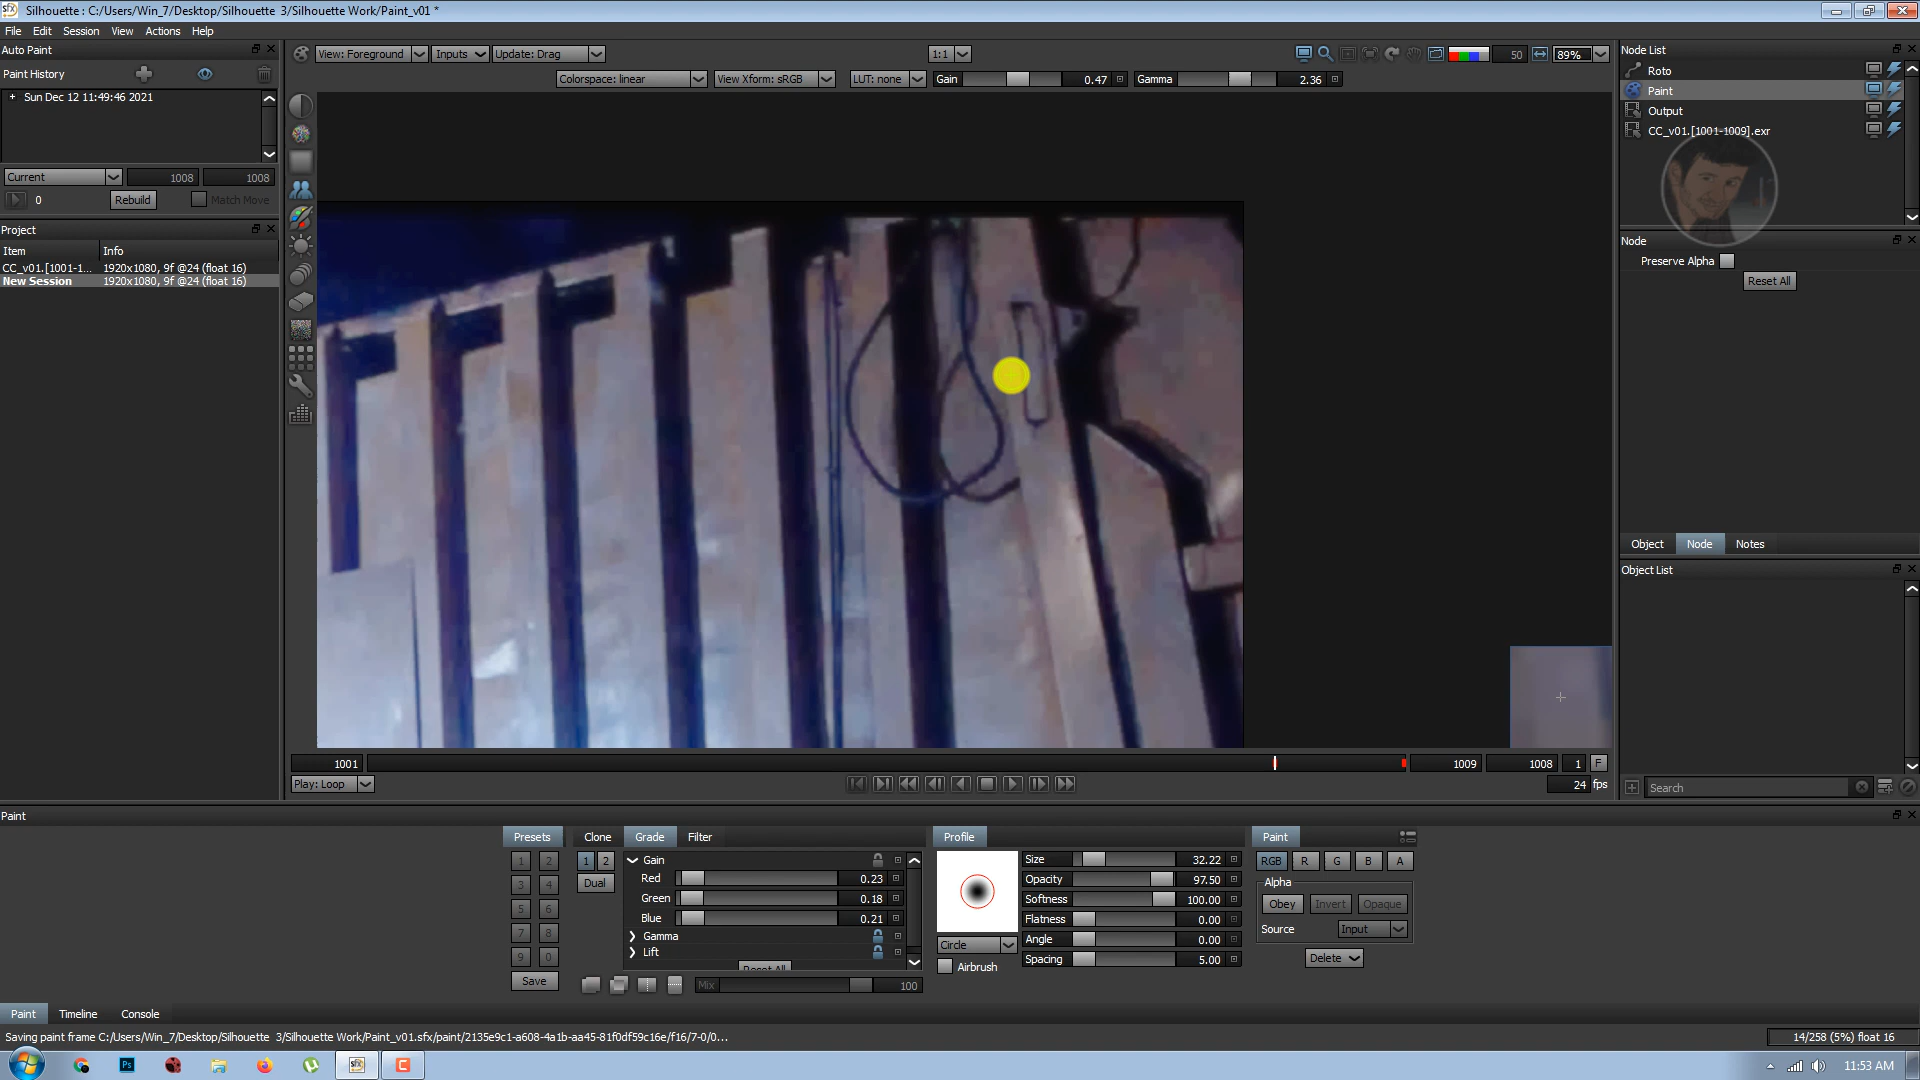 Silhouette : C:/Users/Win_7/Desktop/Silhouette 3/Silhouette Work/Paint_v01 *
File Edit Session View Actions Help
Auto Paint
Paint History
Sun Dec 12 11:49:46 2021
Current 1008 1008
0 Rebuild Match Move
Project
Item Info
CC_v01.[1001-1... 1920x1080, 9f @24 (float 16)
New Session 1920x1080, 9f @24 (float 16)
View: Foreground Inputs Update: Drag 1:1 50 89%
Colorspace: linear View Xform: sRGB LUT: none Gain 0.47 Gamma 2.36
Node List
Roto
Paint
Output
CC_v01.[1001-1009].exr
Node
Preserve Alpha
Reset All
Object Node Notes
Object List
Search
1001 1009 1008 1 F
Play: Loop 24 fps
Paint
Presets Clone Grade Filter Profile Paint
1 2
3 4
5 6
7 8
9 0
Save
1 2
Dual
Gain
Red 0.23
Green 0.18
Blue 0.21
Gamma
Lift
Reset All
Mix 100
Circle
Airbrush
Size 32.22
Opacity 97.50
Softness 100.00
Flatness 0.00
Angle 0.00
Spacing 5.00
RGB R G B A
Alpha
Obey Invert Opaque
Source Input
Delete
Paint Timeline Console
Saving paint frame C:/Users/Win_7/Desktop/Silhouette 3/Silhouette Work/Paint_v01.sfx/paint/2135e9c1-a608-4a1b-aa45-81f0df59c16e/f16/7-0/0...
14/258 (5%) float 16
11:53 AM